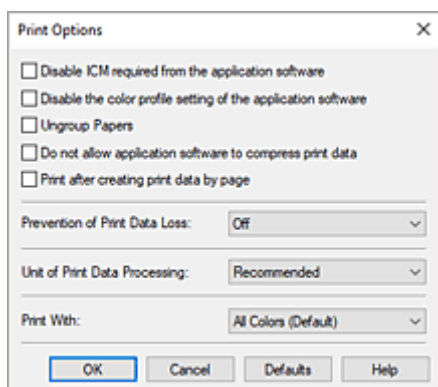 Print Options
Disable ICM required from the application software
Disable the color profile setting of the application software
Ungroup Papers
Do not allow application software to compress print data
Print after creating print data by page
Prevention of Print Data Loss: Off
Unit of Print Data Processing: Recommended
Print With: All Colors (Default)
OK Cancel Defaults Help